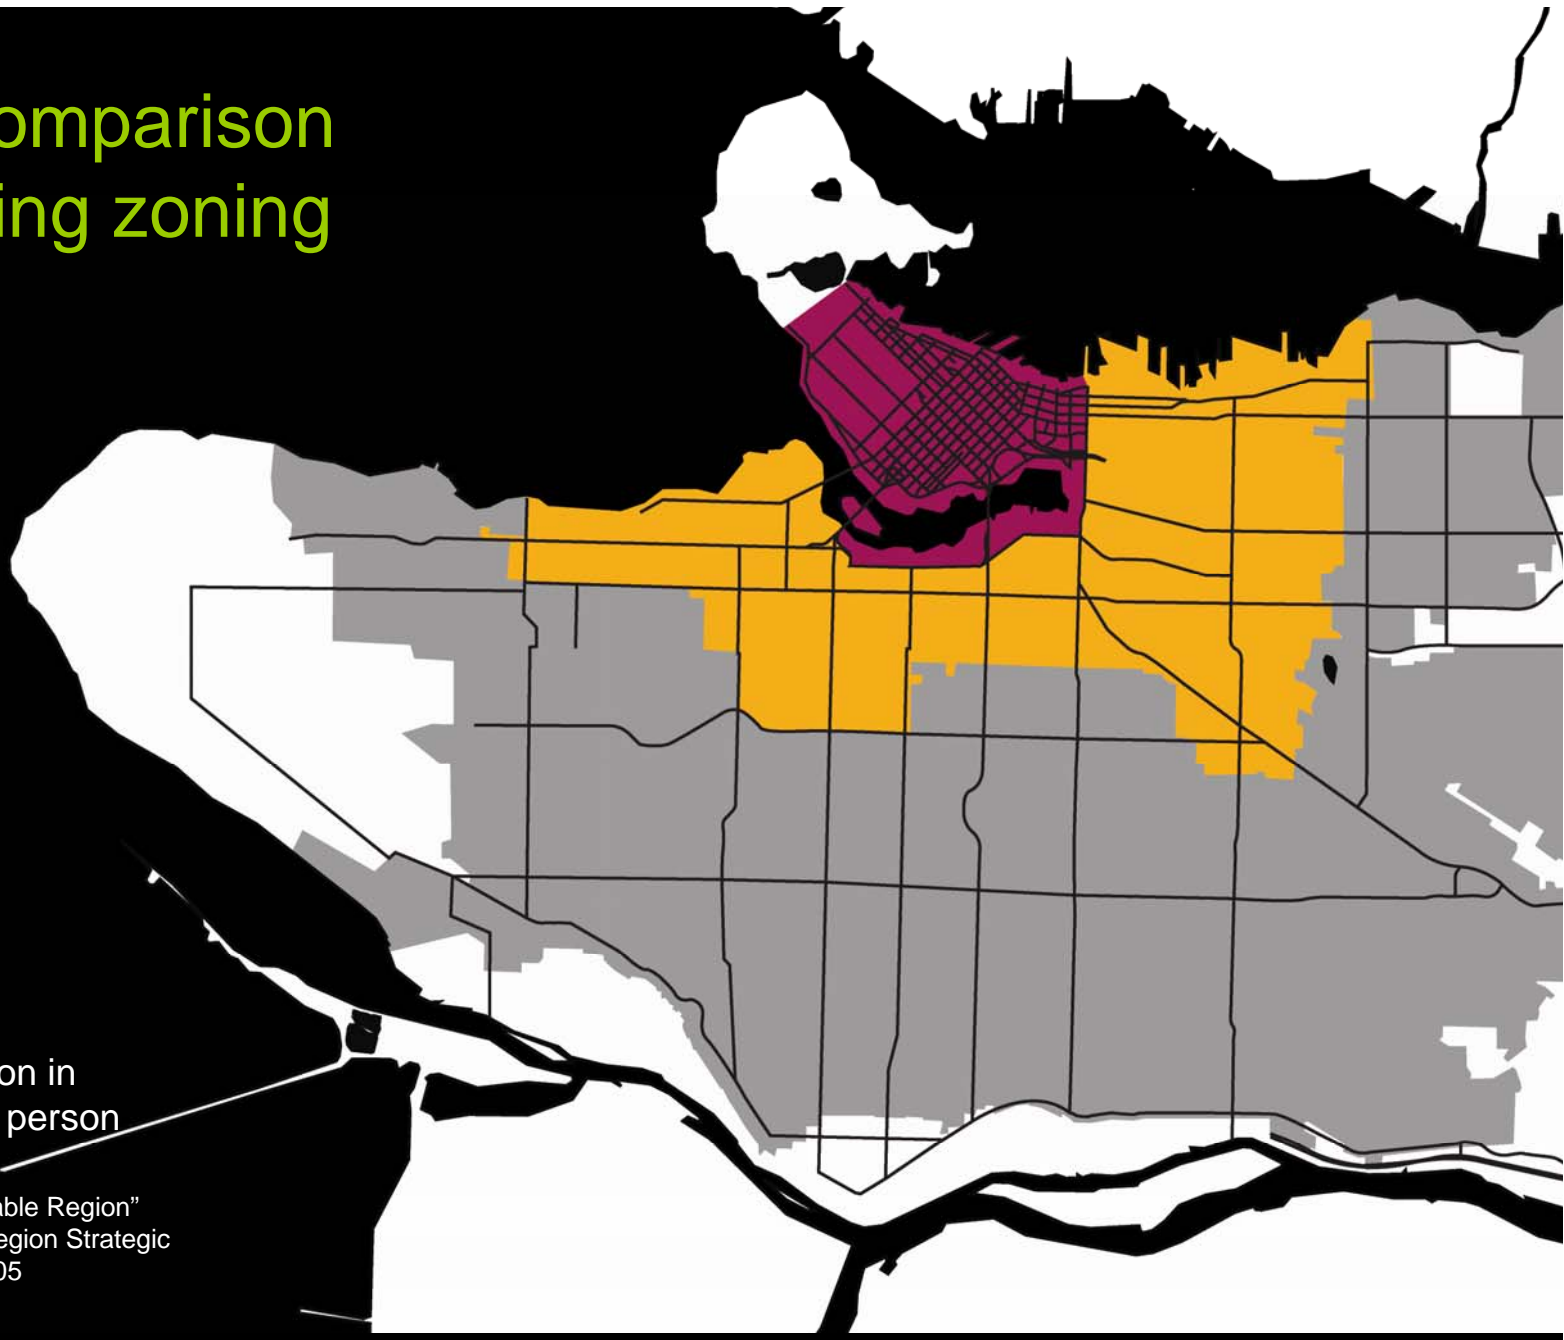 omparison
ing zoning
on in
person
able Region”
egion Strategic
05